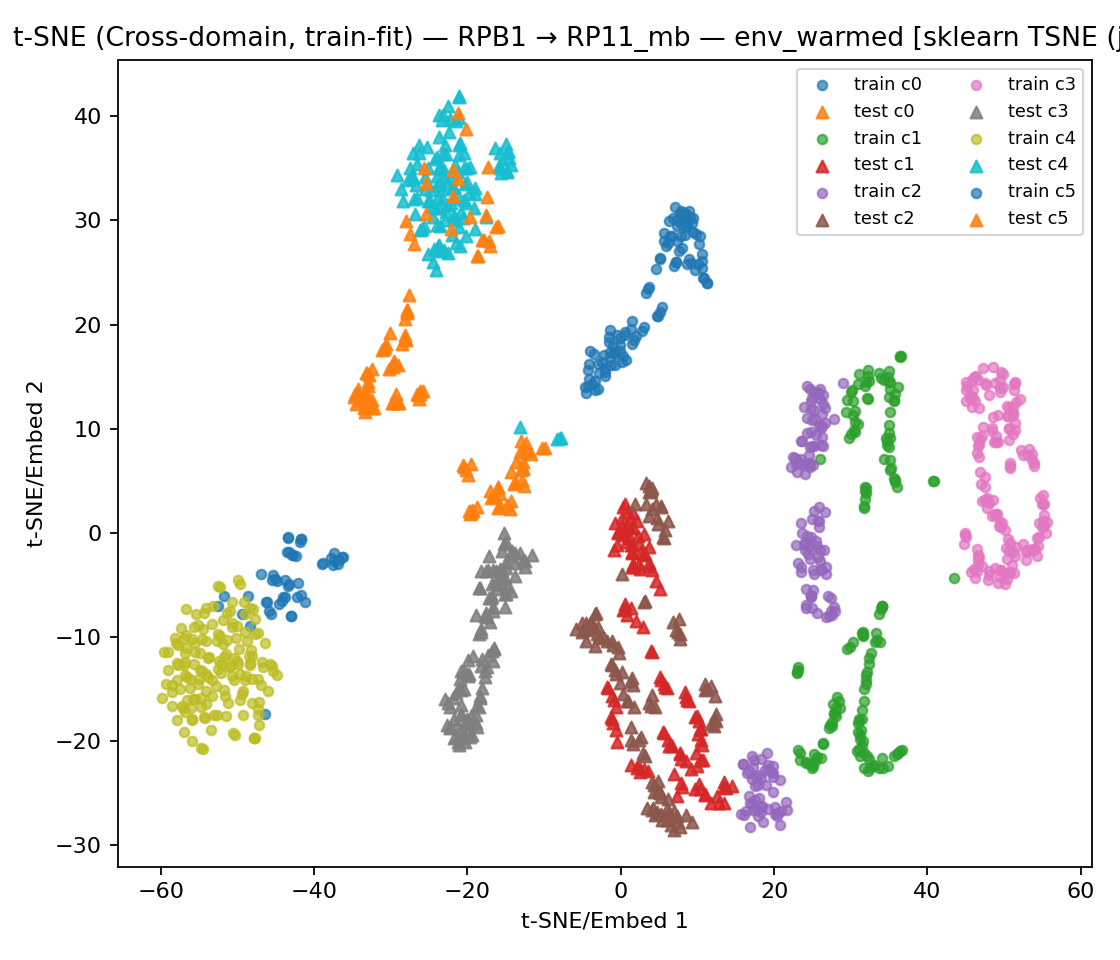 t-SNE (Cross-domain, train-fit) — RPB1 → RP11_mb — env_warmed [sklearn TSNE (j
train c0
test c0
train c1
test c1
train c2
test c2
train c3
test c3
train c4
test c4
train c5
test c5
t-SNE/Embed 2
40
30
20
10
0
−10
−20
−30
−60
−40
−20
0
20
40
60
t-SNE/Embed 1